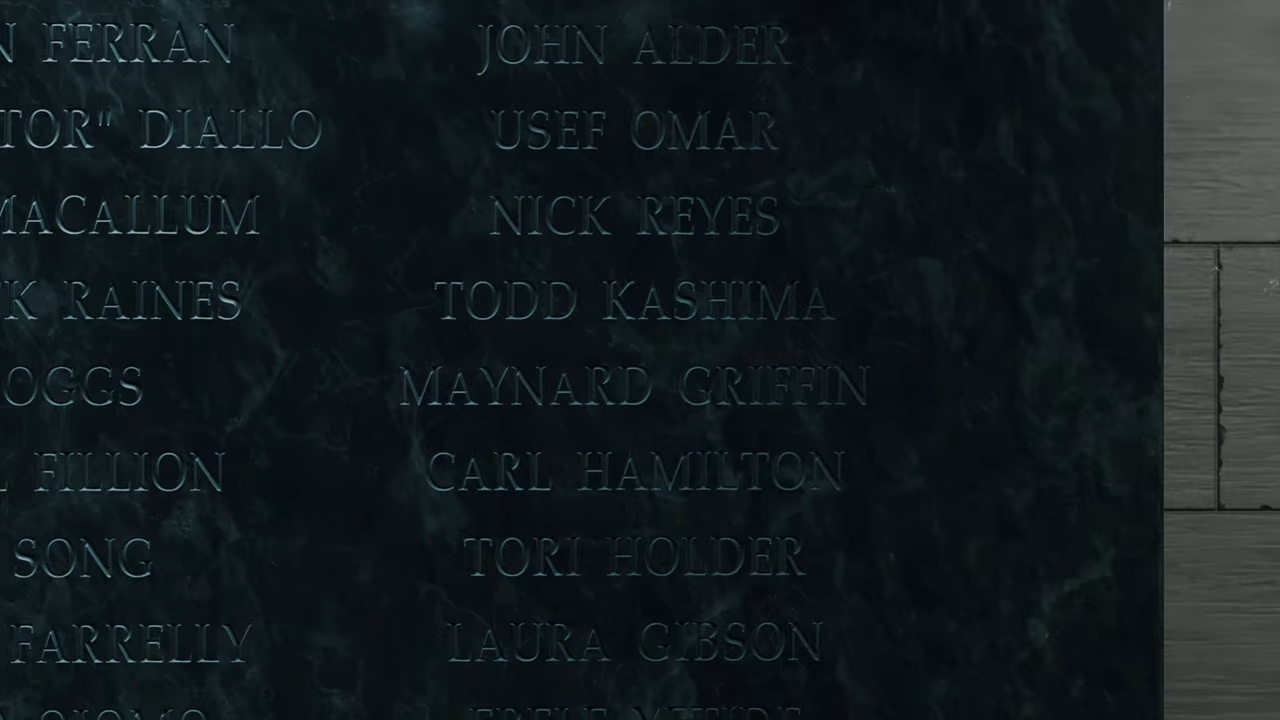 N FERRAN JOHN ALDER
TOR" DIALLO USEF OMAR
MACALLUM NICK REYES
K RAINES TODD KASHIMA
OGGS MAYNARD GRIFFIN
FILLION CARL HAMILTON
SONG TORI HOLDER
FARRELLY LAURA GIBSON